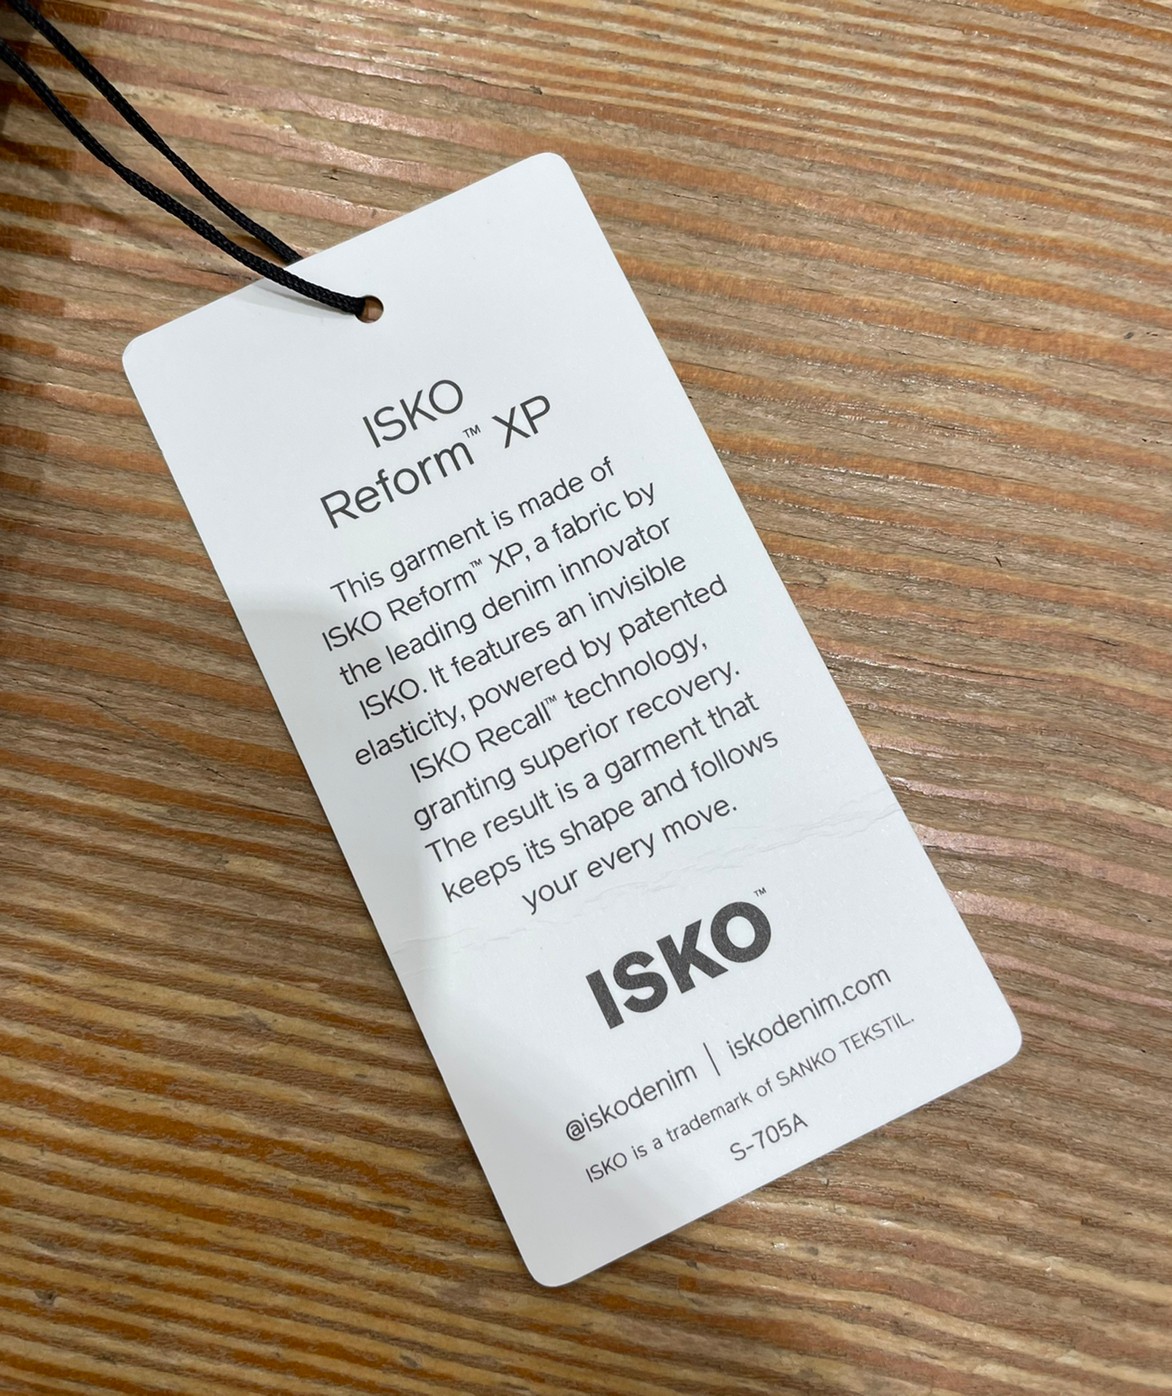 ISKO
Reform™ XP
This garment is made of
ISKO Reform™ XP, a fabric by
the leading denim innovator
ISKO. It features an invisible
elasticity, powered by patented
ISKO Recall™ technology,
granting superior recovery.
The result is a garment that
keeps its shape and follows
your every move.
ISKO™
@iskodenim | iskodenim.com
ISKO is a trademark of SANKO TEKSTIL.
S-705A